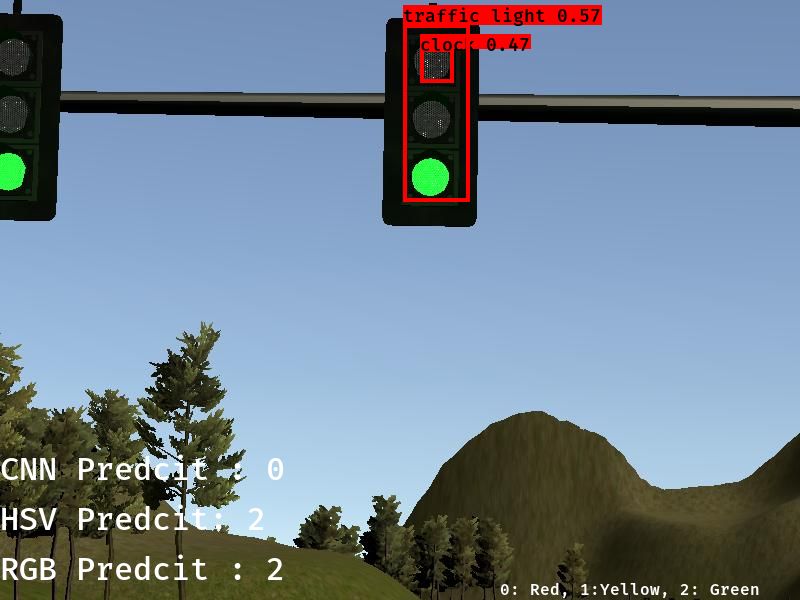 traffic light 0.57
clock 0.47
CNN Predcit : 0
HSV Predcit: 2
RGB Predcit : 2
0: Red, 1:Yellow, 2: Green